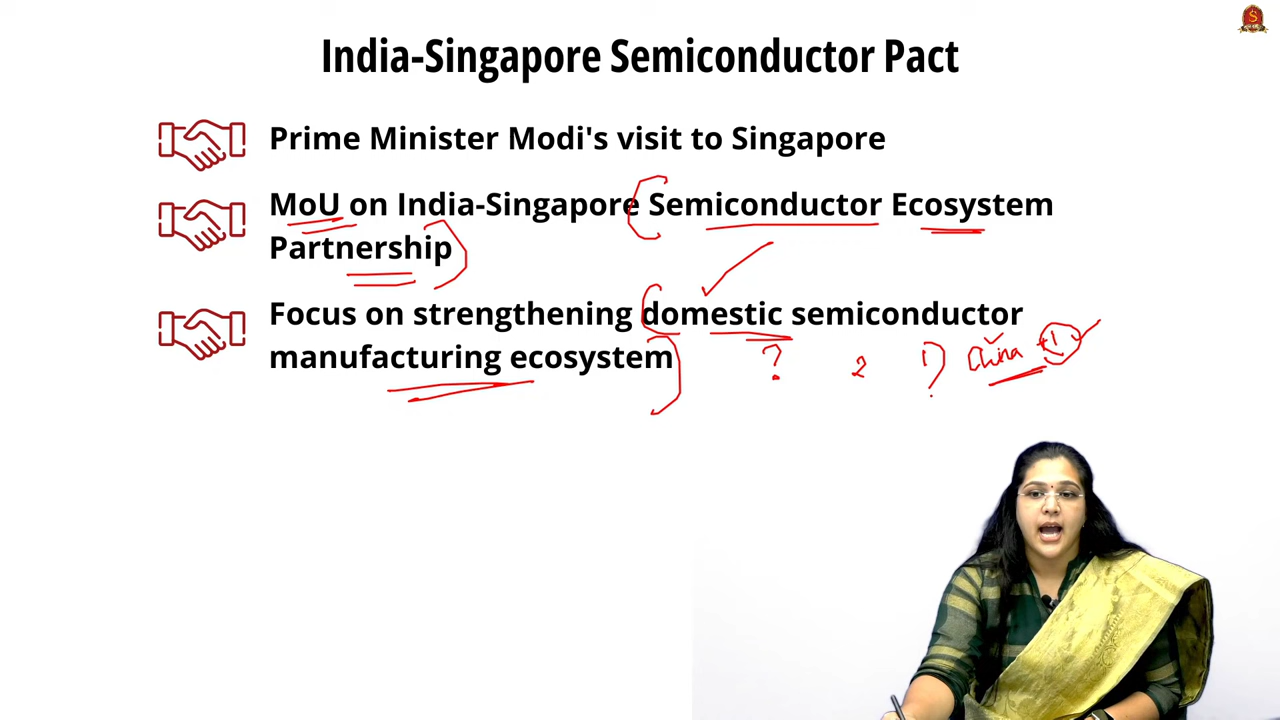 India-Singapore Semiconductor Pact
Prime Minister Modi's visit to Singapore
MoU on India-Singapore Semiconductor Ecosystem
Partnership
Focus on strengthening domestic semiconductor
manufacturing ecosystem
? 2 1) China +1